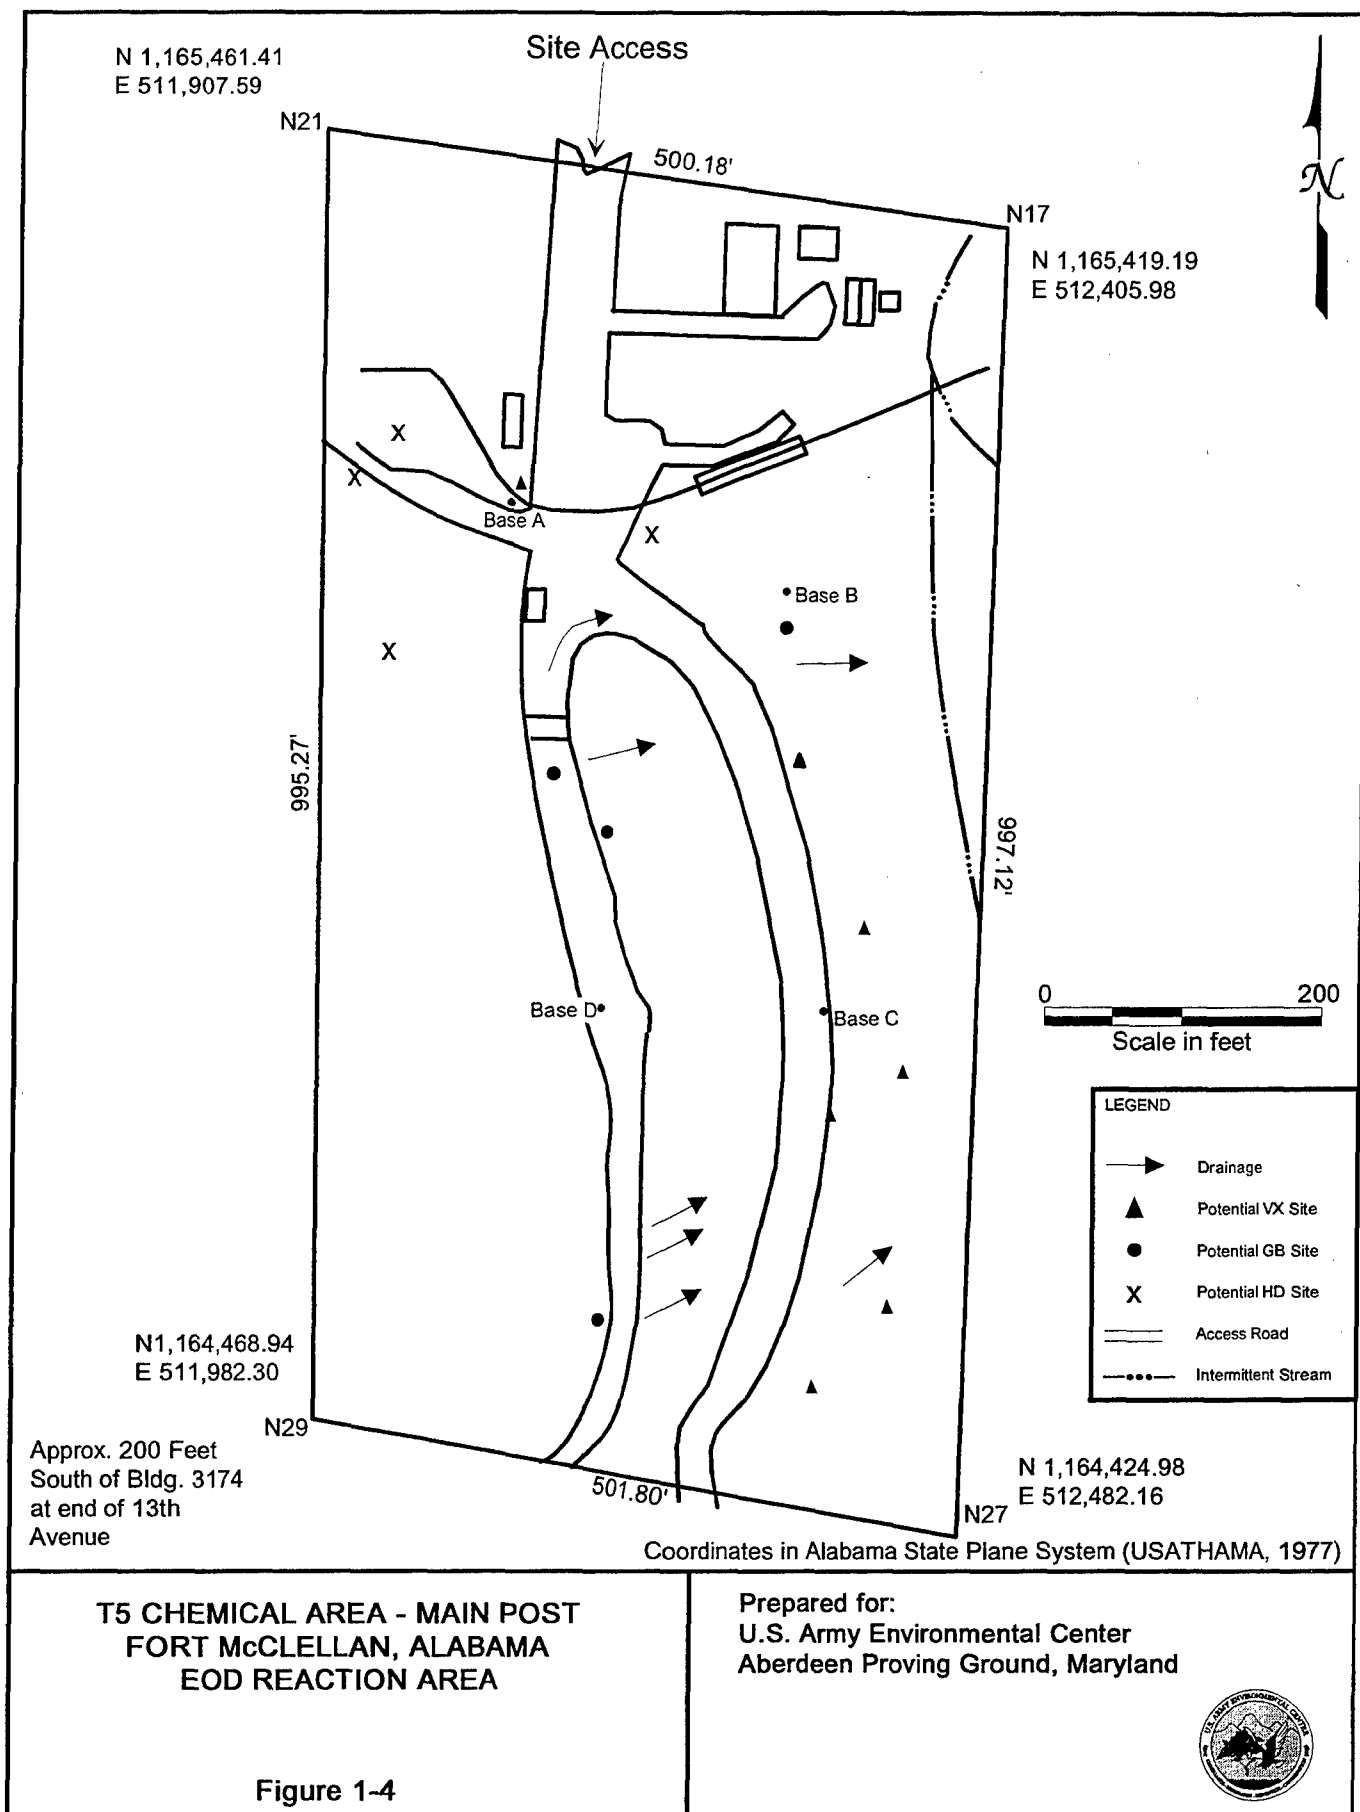 Site Access
N 1,165,461.41
E 511,907.59
N21
500.18'
N
N17
N 1,165,419.19
E 512,405.98
X
X
Base A
X
Base B
X
995.27'
997.12'
Base D
Base C
0 200
Scale in feet
LEGEND
Drainage
Potential VX Site
Potential GB Site
X Potential HD Site
Access Road
Intermittent Stream
N1,164,468.94
E 511,982.30
N29
Approx. 200 Feet
South of Bldg. 3174
at end of 13th
Avenue
501.80'
N 1,164,424.98
E 512,482.16
N27
Coordinates in Alabama State Plane System (USATHAMA, 1977)
T5 CHEMICAL AREA - MAIN POST
FORT McCLELLAN, ALABAMA
EOD REACTION AREA
Figure 1-4
Prepared for:
U.S. Army Environmental Center
Aberdeen Proving Ground, Maryland
U.S. ARMY ENVIRONMENTAL CENTER